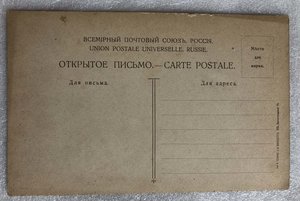 ВСЕМІРНЫЙ ПОЧТОВЫЙ СОЮЗЪ, РОССІЯ.
UNION POSTALE UNIVERSELLE, RUSSIE.
ОТКРЫТОЕ ПИСЬМО.—CARTE POSTALE.
Мѣсто
для
марки.
Для письма.
Для адреса.